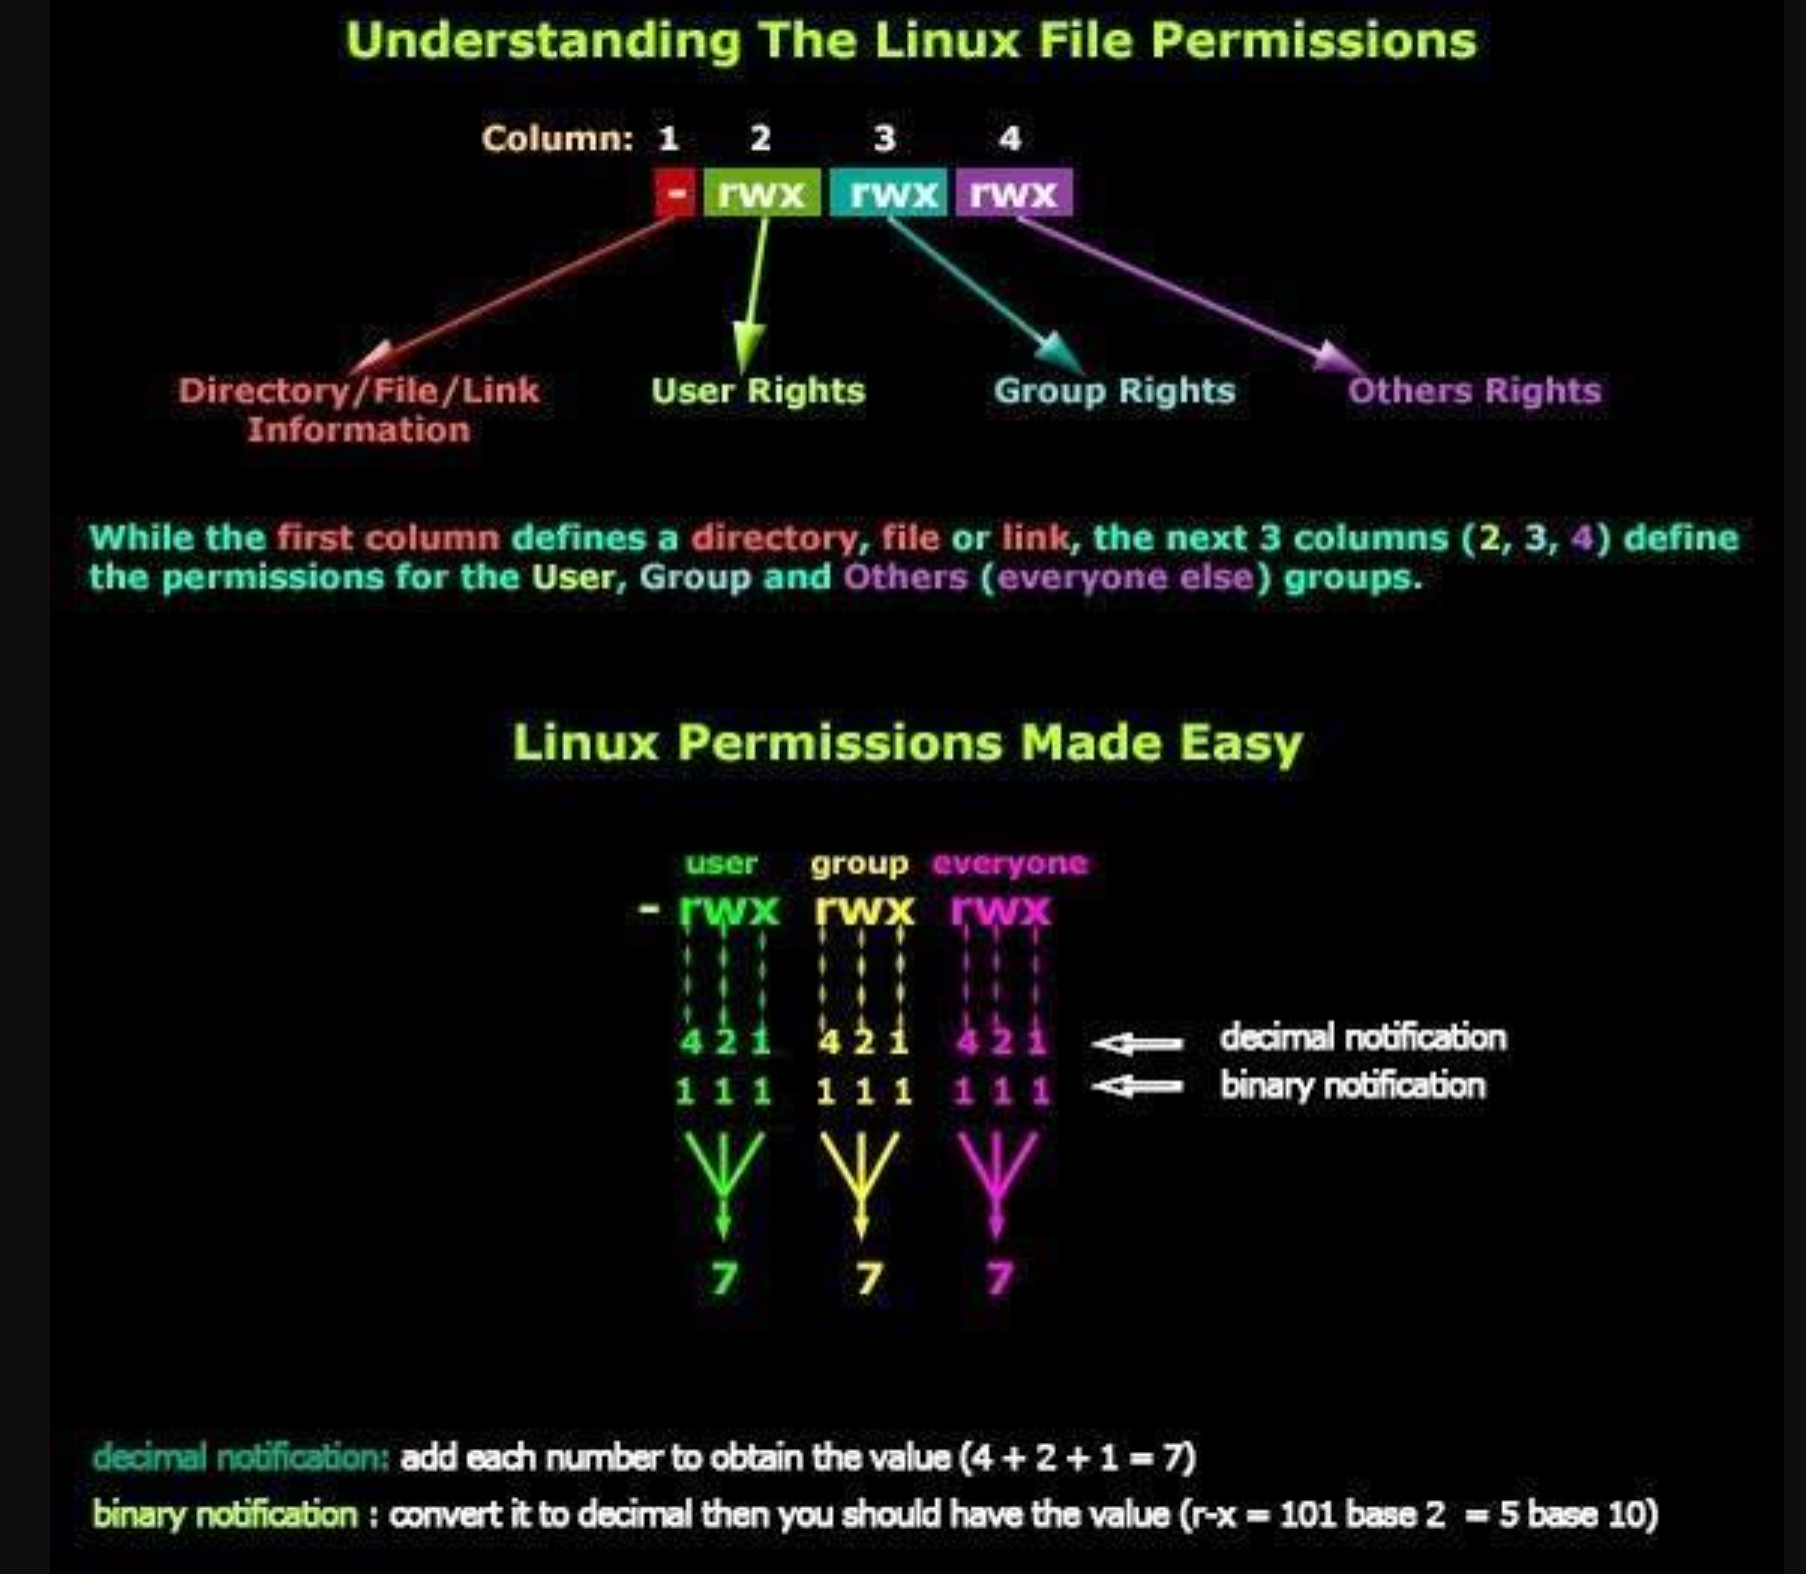 Understanding The Linux File Permissions
Column: 1 2 3 4
- rwx rwx rwx
Directory/File/Link
Information
User Rights
Group Rights
Others Rights
While the first column defines a directory, file or link, the next 3 columns (2, 3, 4) define
the permissions for the User, Group and Others (everyone else) groups.
Linux Permissions Made Easy
user group everyone
- rwx rwx rwx
4 2 1 4 2 1 4 2 1 decimal notification
1 1 1 1 1 1 1 1 1 binary notification
7 7 7
decimal notification: add each number to obtain the value (4 + 2 + 1 = 7)
binary notification : convert it to decimal then you should have the value (r-x = 101 base 2 = 5 base 10)